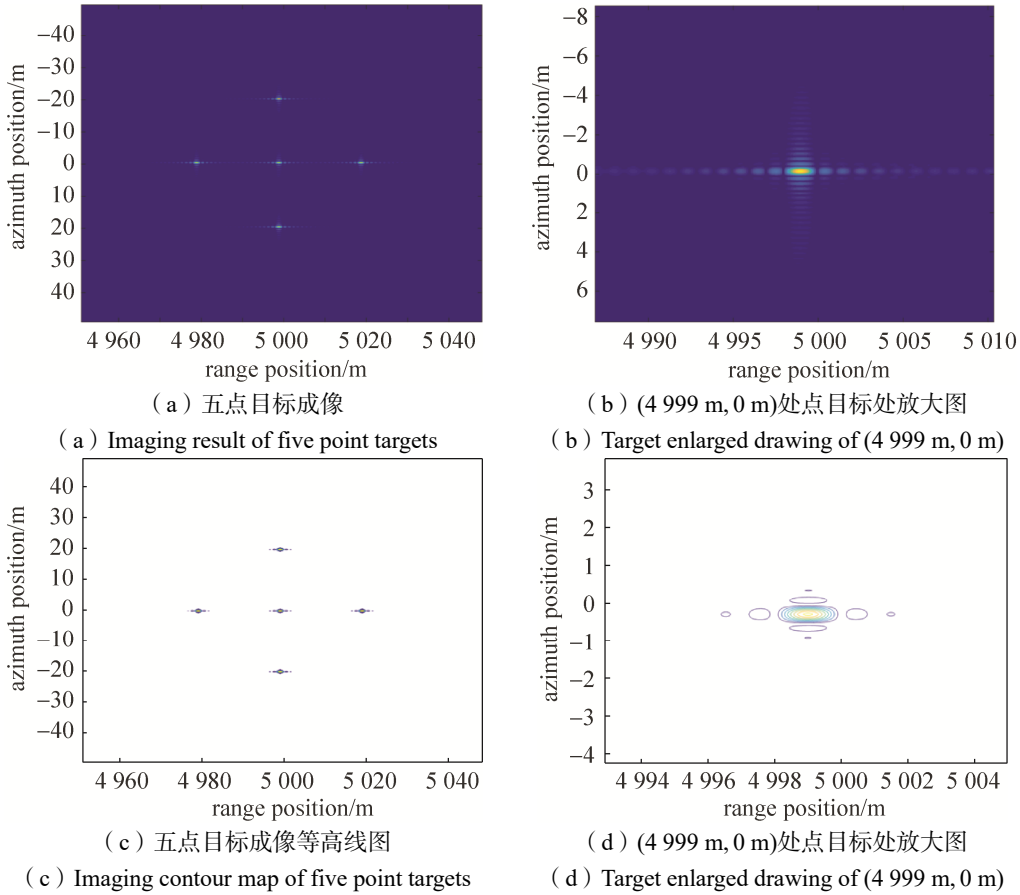 −40
−30
−20
−10
0
10
20
30
40
azimuth position/m
4 960 4 980 5 000 5 020 5 040
range position/m
(a)五点目标成像
(a)Imaging result of five point targets
−8
−6
−4
−2
0
2
4
6
azimuth position/m
4 990 4 995 5 000 5 005 5 010
range position/m
(b)(4 999 m, 0 m)处点目标处放大图
(b)Target enlarged drawing of (4 999 m, 0 m)
40
30
20
10
0
−10
−20
−30
−40
azimuth position/m
4 960 4 980 5 000 5 020 5 040
range position/m
(c)五点目标成像等高线图
(c)Imaging contour map of five point targets
3
2
1
0
−1
−2
−3
−4
azimuth position/m
4 994 4 996 4 998 5 000 5 002 5 004
range position/m
(d)(4 999 m, 0 m)处点目标处放大图
(d)Target enlarged drawing of (4 999 m, 0 m)